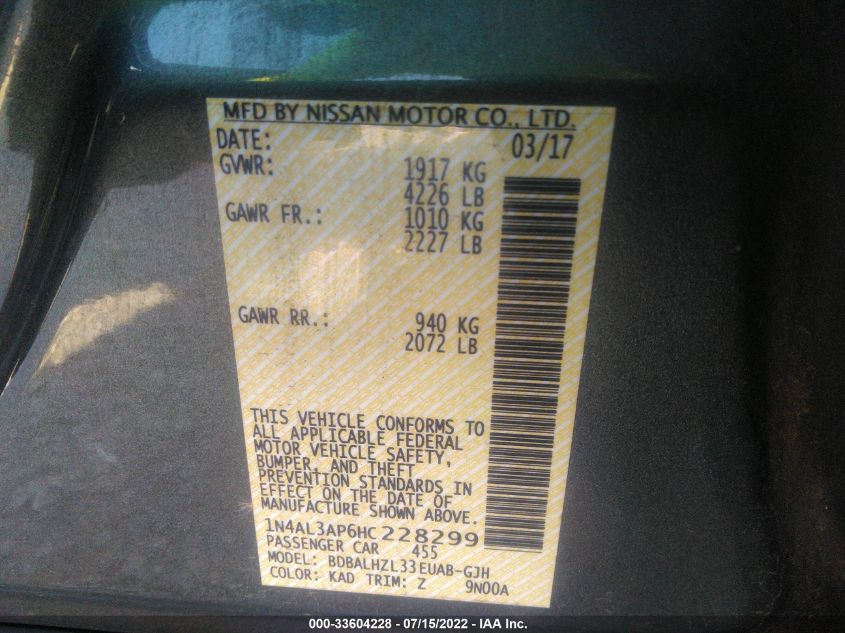 MFD BY NISSAN MOTOR CO., LTD.
DATE: 03/17
GVWR: 1917 KG
4226 LB
GAWR FR.: 1010 KG
2227 LB
GAWR RR.: 940 KG
2072 LB
THIS VEHICLE CONFORMS TO
ALL APPLICABLE FEDERAL
MOTOR VEHICLE SAFETY,
BUMPER, AND THEFT
PREVENTION STANDARDS IN
EFFECT ON THE DATE OF
MANUFACTURE SHOWN ABOVE.
1N4AL3AP6HC228299
PASSENGER CAR 455
MODEL: BDBALHZL33EUAB-GJH
COLOR: KAD TRIM: Z 9N00A
000-33604228 - 07/15/2022 - IAA Inc.